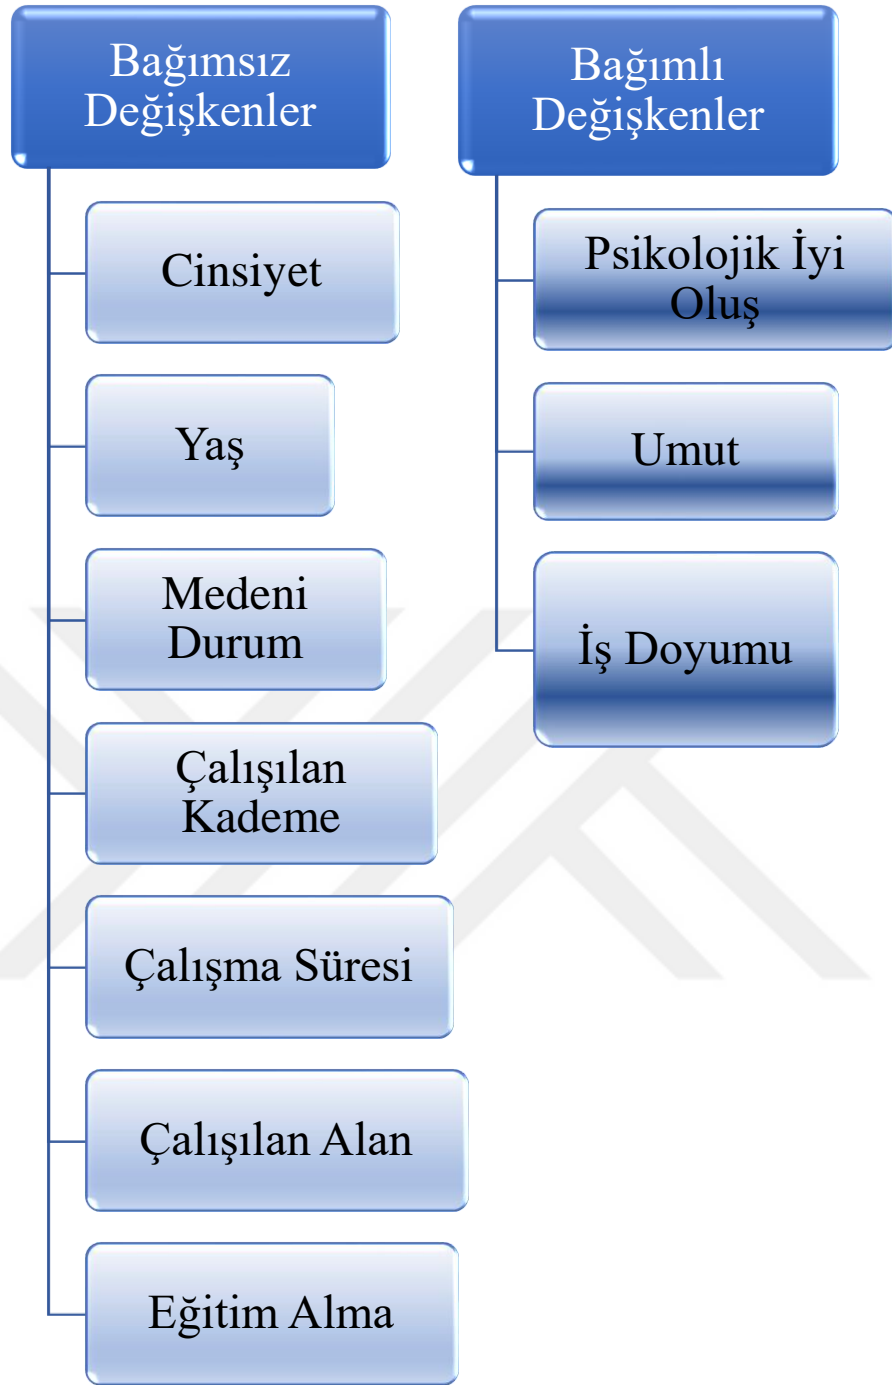 Bağımsız
Değişkenler
Cinsiyet
Yaş
Medeni
Durum
Çalışılan
Kademe
Çalışma Süresi
Çalışılan Alan
Eğitim Alma
Bağımlı
Değişkenler
Psikolojik İyi
Oluş
Umut
İş Doyumu